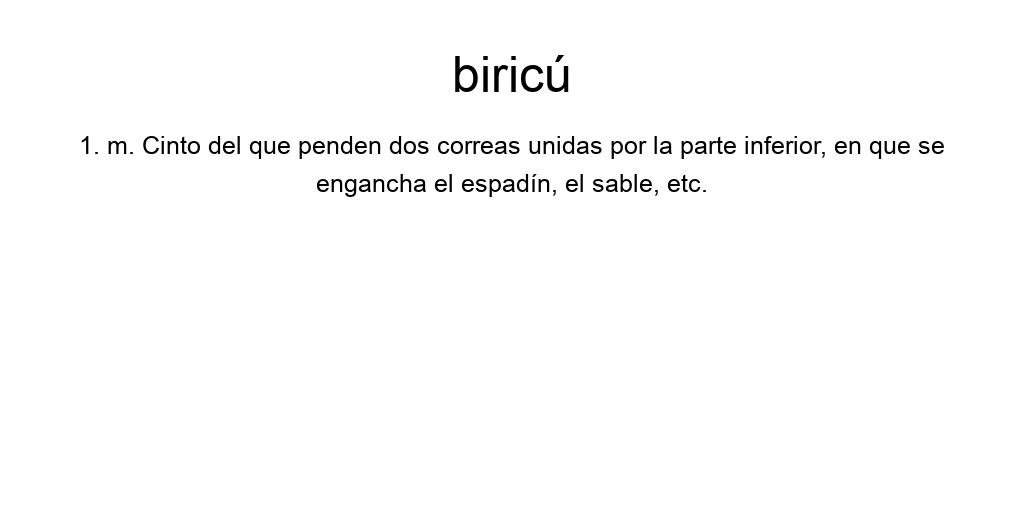 biricú
1. m. Cinto del que penden dos correas unidas por la parte inferior, en que se
engancha el espadín, el sable, etc.